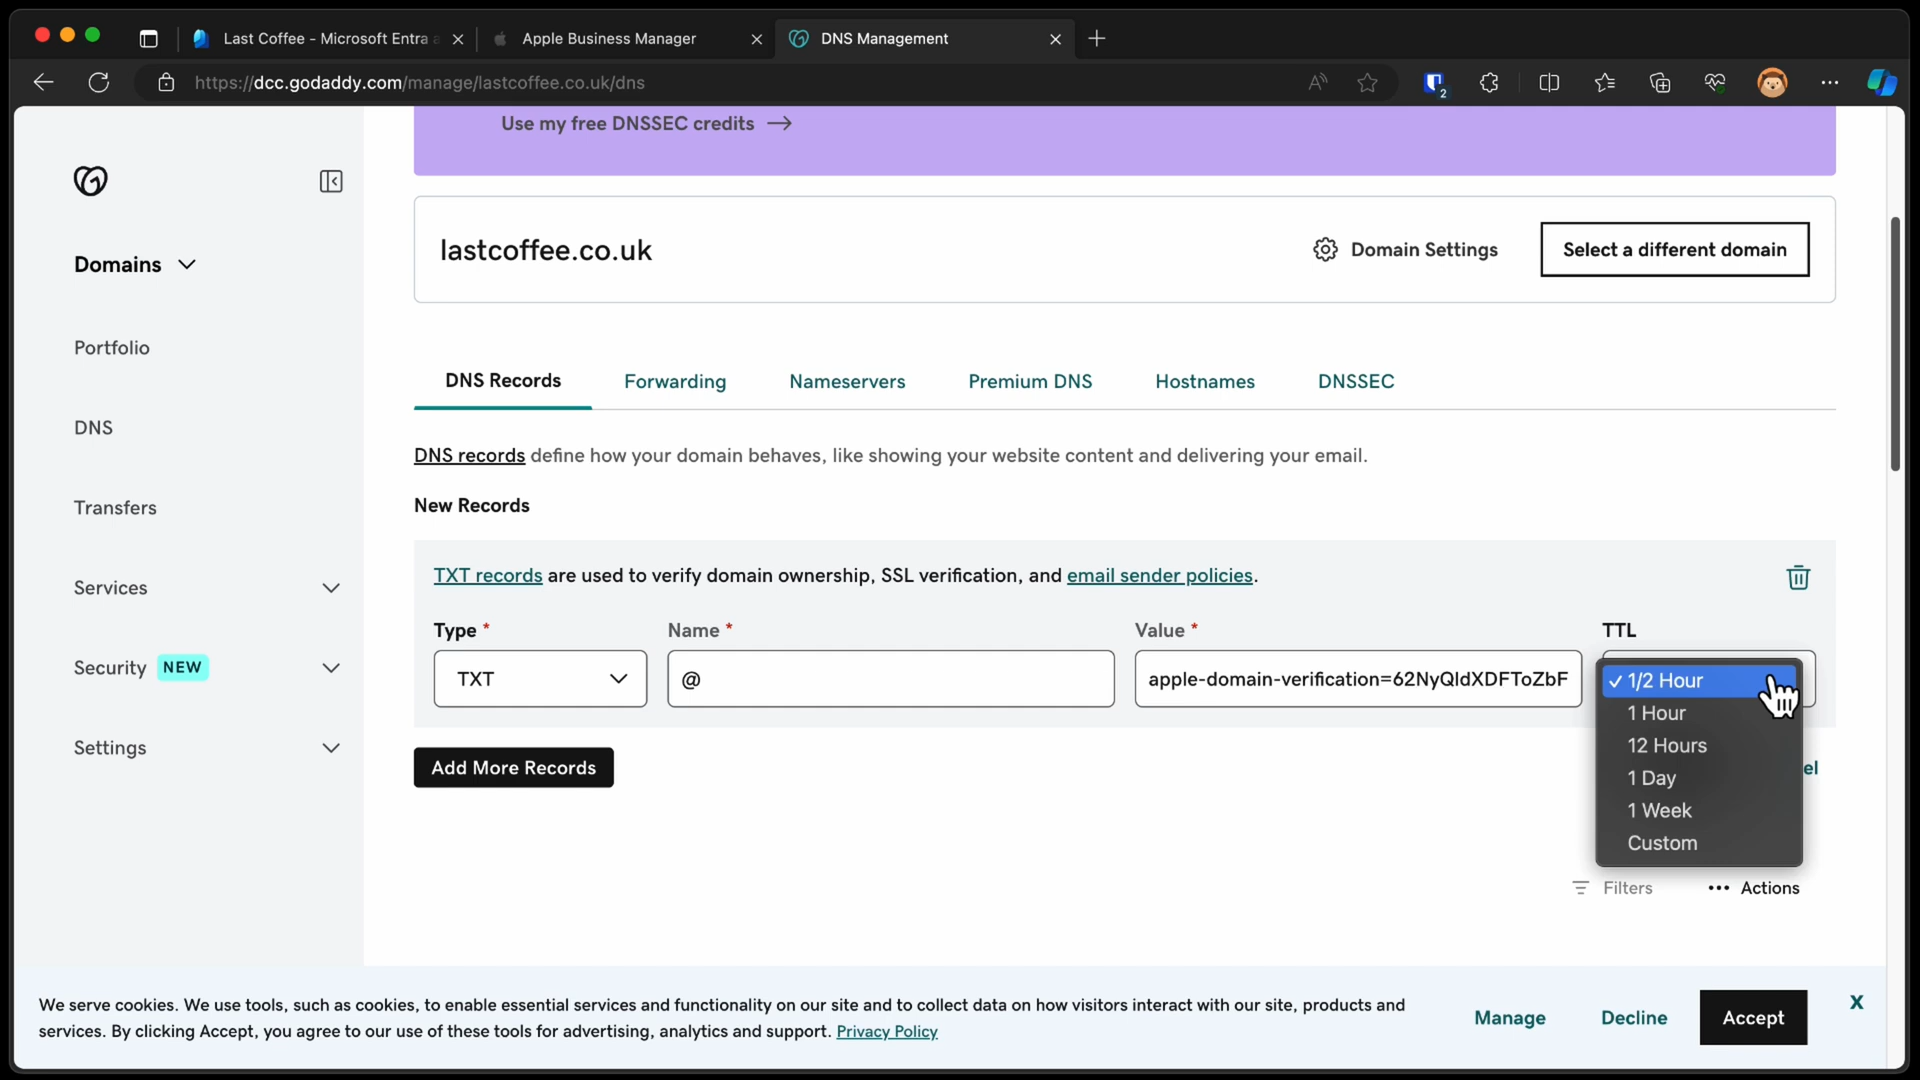 Last Coffee - Microsoft Entra a
Apple Business Manager
DNS Management
https://dcc.godaddy.com/manage/lastcoffee.co.uk/dns
2
Use my free DNSSEC credits
Domains
Portfolio
DNS
Transfers
Services
Security NEW
Settings
lastcoffee.co.uk
Domain Settings
Select a different domain
DNS Records
Forwarding
Nameservers
Premium DNS
Hostnames
DNSSEC
DNS records define how your domain behaves, like showing your website content and delivering your email.
New Records
TXT records are used to verify domain ownership, SSL verification, and email sender policies.
Type *
Name *
Value *
TTL
TXT
@
apple-domain-verification=62NyQldXDFToZbF
✓ 1/2 Hour
1 Hour
12 Hours
1 Day
1 Week
Custom
Add More Records
el
Filters
Actions
We serve cookies. We use tools, such as cookies, to enable essential services and functionality on our site and to collect data on how visitors interact with our site, products and
services. By clicking Accept, you agree to our use of these tools for advertising, analytics and support. Privacy Policy
Manage
Decline
Accept
X